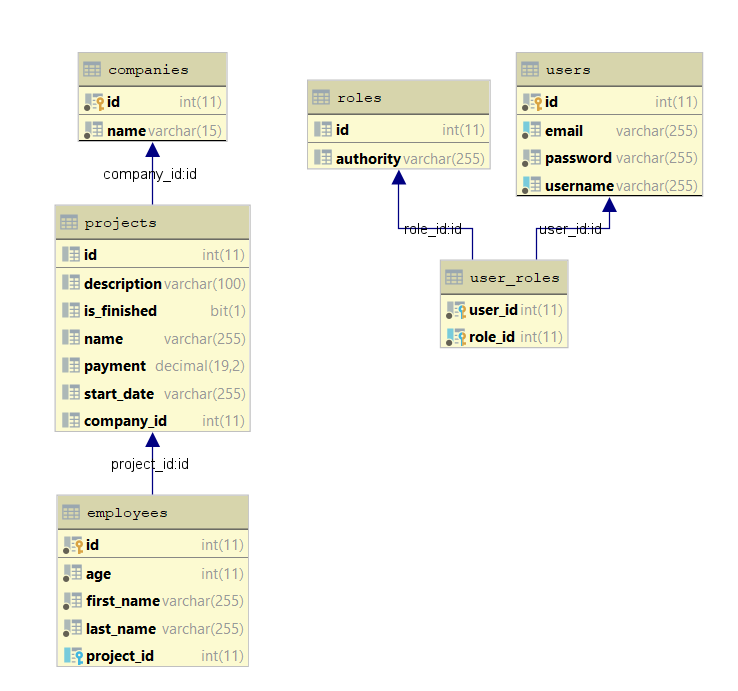 companies
id int(11)
name varchar(15)
company_id:id
projects
id int(11)
description varchar(100)
is_finished bit(1)
name varchar(255)
payment decimal(19,2)
start_date varchar(255)
company_id int(11)
project_id:id
employees
id int(11)
age int(11)
first_name varchar(255)
last_name varchar(255)
project_id int(11)
roles
id int(11)
authority varchar(255)
role_id:id
users
id int(11)
email varchar(255)
password varchar(255)
username varchar(255)
user_id:id
user_roles
user_id int(11)
role_id int(11)